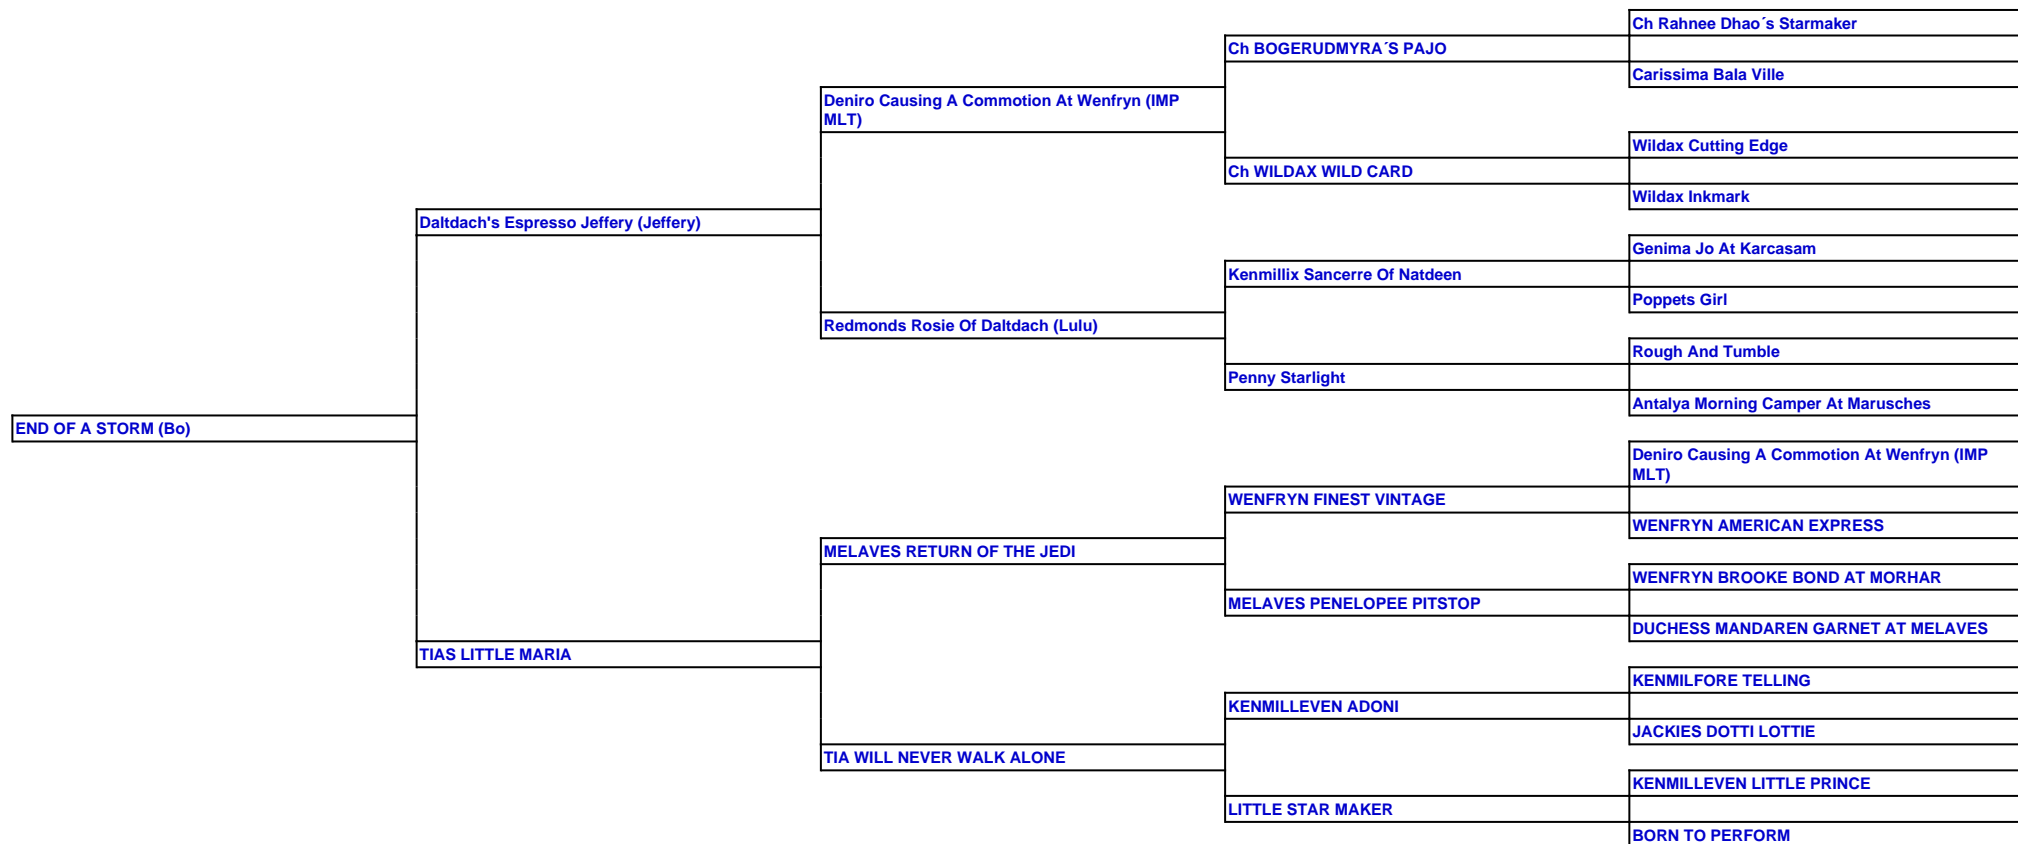 Ch Rahnee Dhao´s Starmaker
Ch BOGERUDMYRA´S PAJO
Carissima Bala Ville
Deniro Causing A Commotion At Wenfryn (IMP
MLT)
Wildax Cutting Edge
Ch WILDAX WILD CARD
Wildax Inkmark
Daltdach's Espresso Jeffery (Jeffery)
Genima Jo At Karcasam
Kenmillix Sancerre Of Natdeen
Poppets Girl
Redmonds Rosie Of Daltdach (Lulu)
Rough And Tumble
Penny Starlight
Antalya Morning Camper At Marusches
END OF A STORM (Bo)
Deniro Causing A Commotion At Wenfryn (IMP
MLT)
WENFRYN FINEST VINTAGE
WENFRYN AMERICAN EXPRESS
MELAVES RETURN OF THE JEDI
WENFRYN BROOKE BOND AT MORHAR
MELAVES PENELOPEE PITSTOP
DUCHESS MANDAREN GARNET AT MELAVES
TIAS LITTLE MARIA
KENMILFORE TELLING
KENMILLEVEN ADONI
JACKIES DOTTI LOTTIE
TIA WILL NEVER WALK ALONE
KENMILLEVEN LITTLE PRINCE
LITTLE STAR MAKER
BORN TO PERFORM